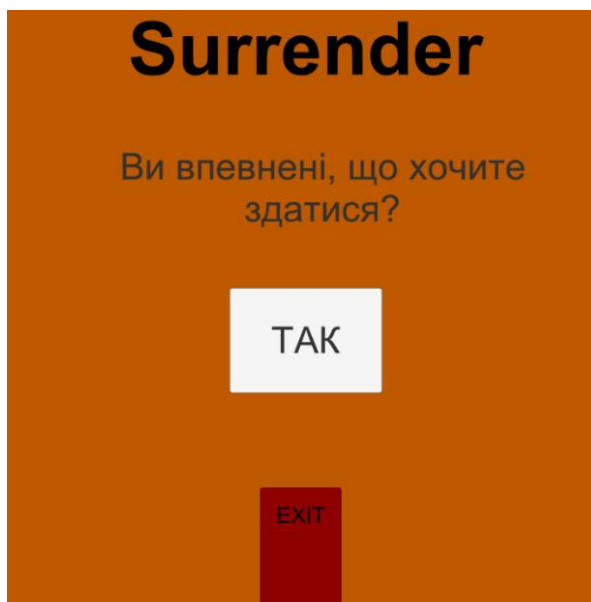 Surrender
Ви впевнені, що хочите
здатися?
ТАК
EXIT